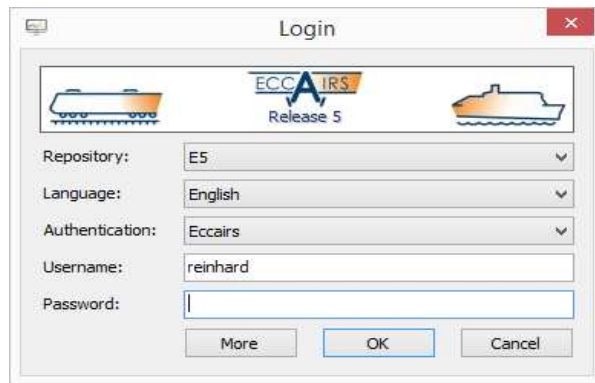 Login
ECCAIRS
Release 5
Repository: E5
Language: English
Authentication: Eccairs
Username: reinhard
Password:
More OK Cancel